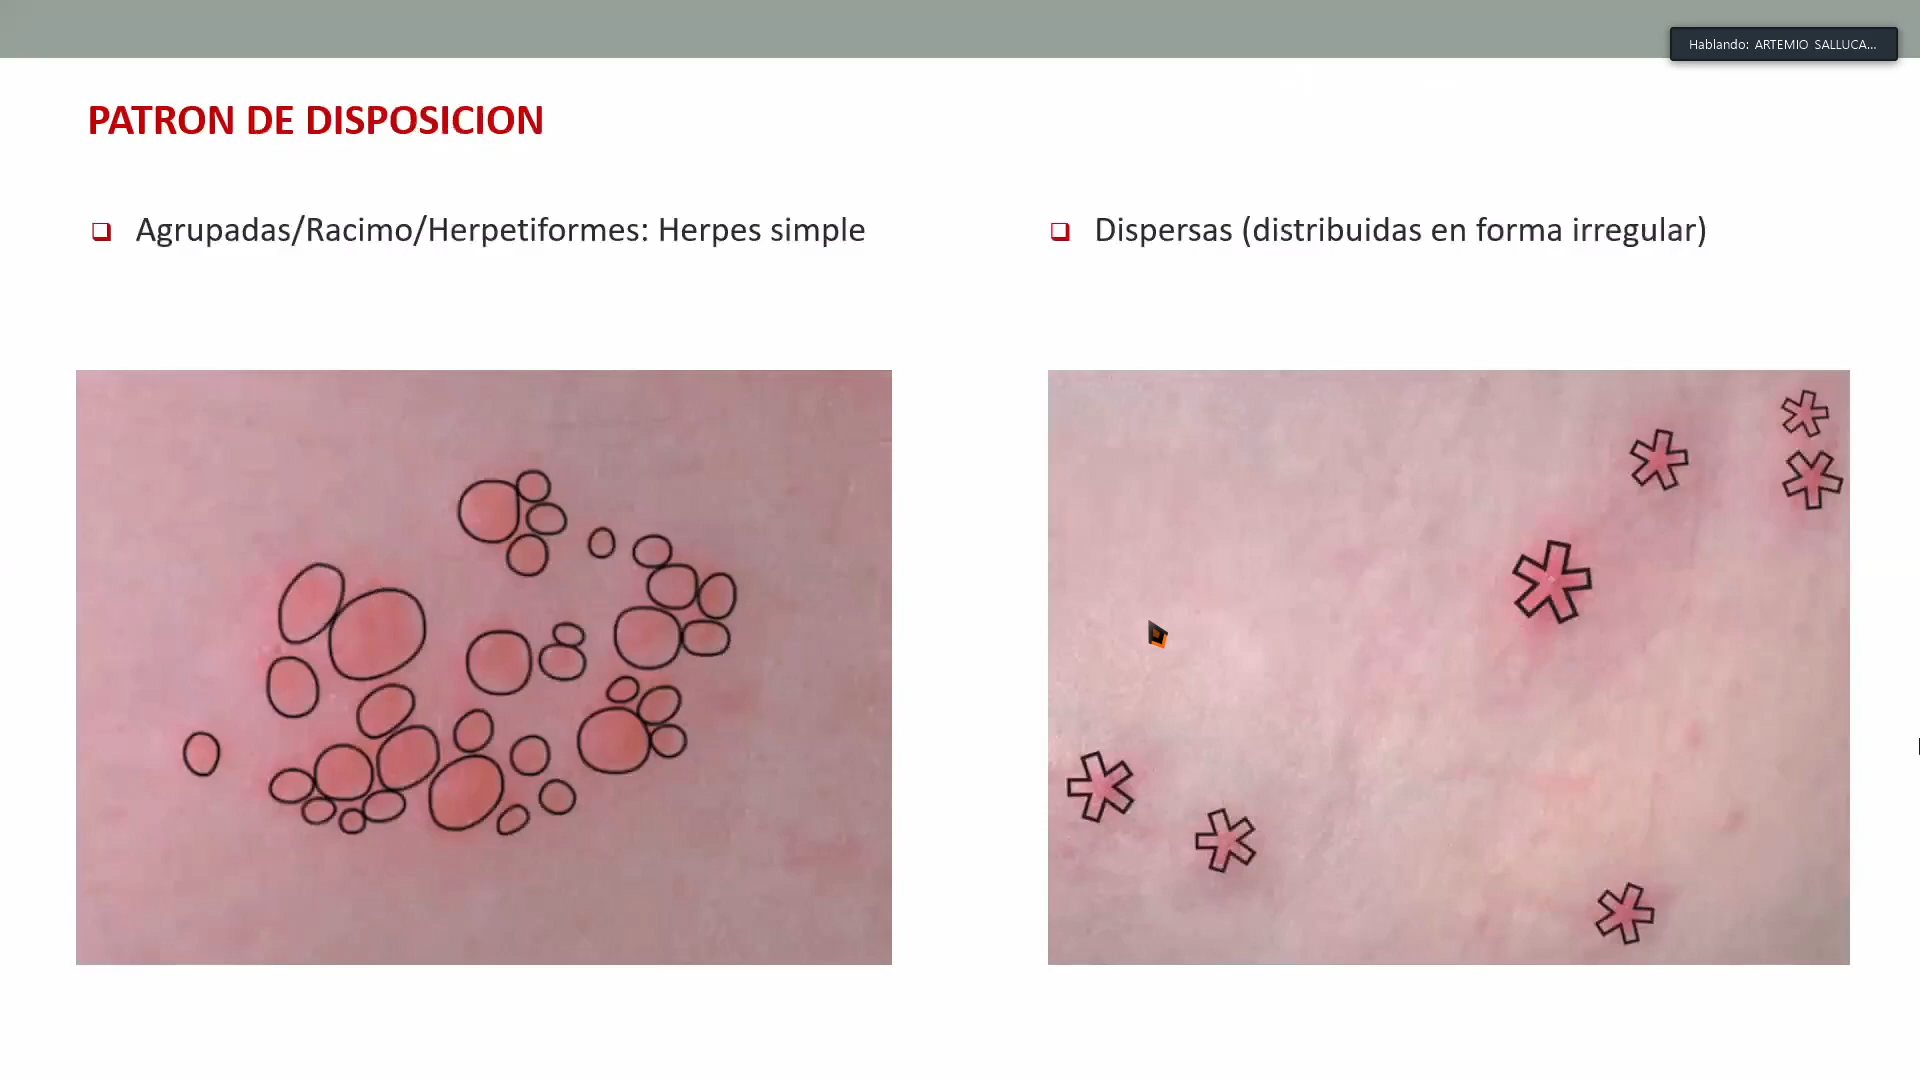 Hablando: ARTEMIO SALLUCA...
PATRON DE DISPOSICION
Agrupadas/Racimo/Herpetiformes: Herpes simple
Dispersas (distribuidas en forma irregular)